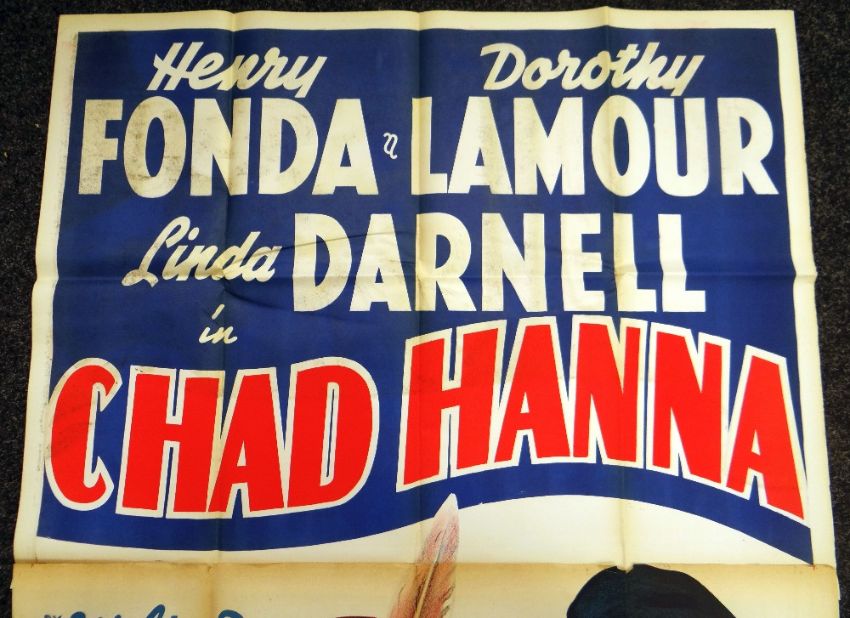 Henry Dorothy
FONDA LAMOUR
Linda DARNELL
in
CHAD HANNA